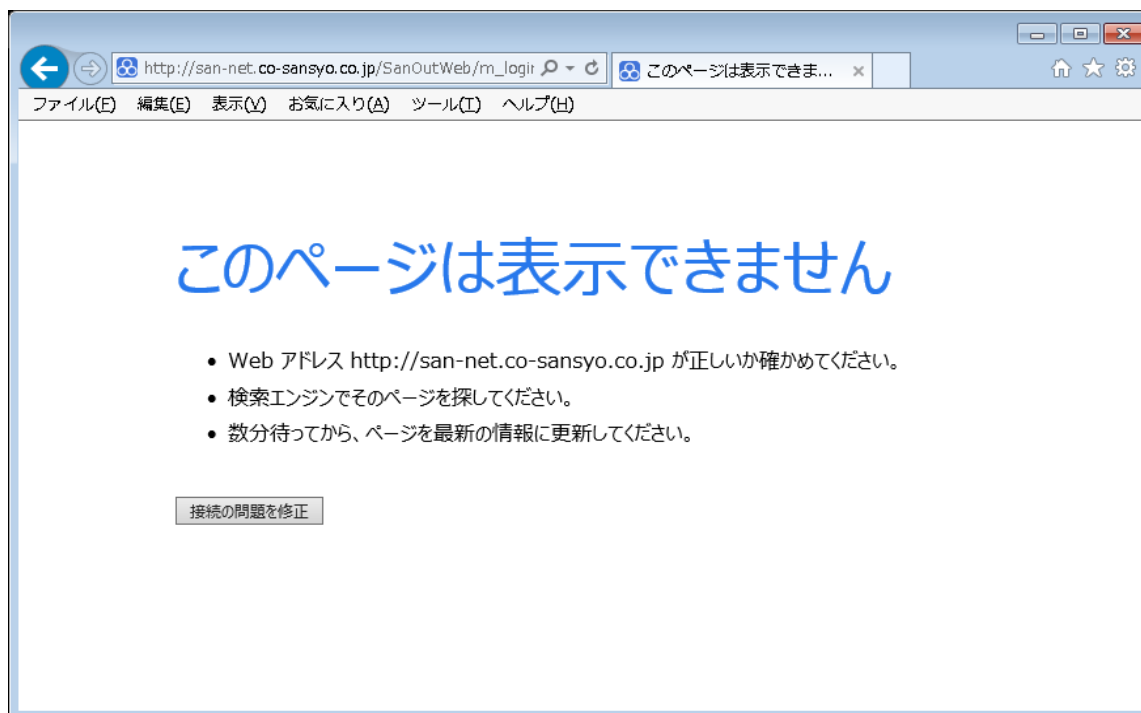 http://san-net.co-sansyo.co.jp/SanOutWeb/m_login
このページは表示できま...
ファイル(F) 編集(E) 表示(V) お気に入り(A) ツール(T) ヘルプ(H)
このページは表示できません
• Web アドレス http://san-net.co-sansyo.co.jp が正しいか確かめてください。
• 検索エンジンでそのページを探してください。
• 数分待ってから、ページを最新の情報に更新してください。
接続の問題を修正